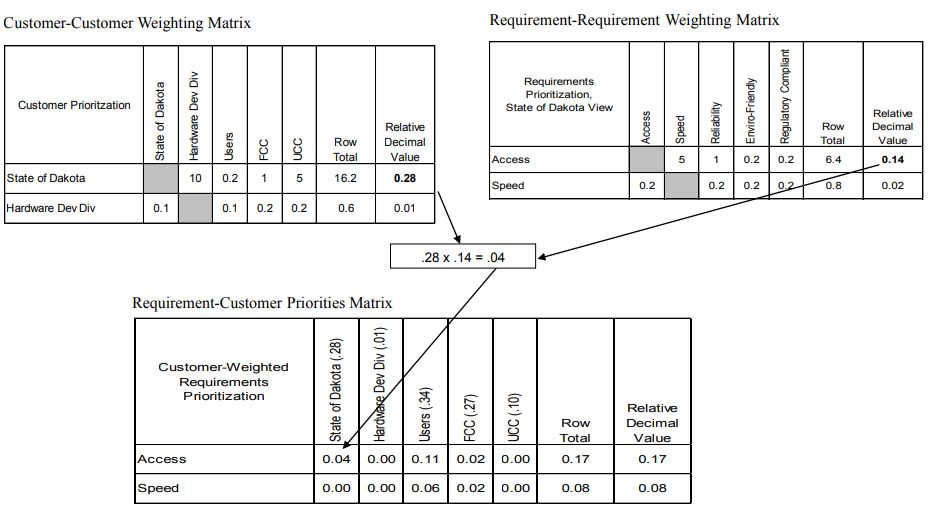 Customer-Customer Weighting Matrix
Customer Prioritzation
State of Dakota
Hardware Dev Div
Users
FCC
UCC
Row
Total
Relative
Decimal
Value
State of Dakota 10 0.2 1 5 16.2 0.28
Hardware Dev Div 0.1 0.1 0.2 0.2 0.6 0.01
Requirement-Requirement Weighting Matrix
Requirements
Prioritization,
State of Dakota View
Access
Speed
Reliability
Enviro-Friendly
Regulatory Compliant
Row
Total
Relative
Decimal
Value
Access 5 1 0.2 0.2 6.4 0.14
Speed 0.2 0.2 0.2 0.2 0.8 0.02
.28 x .14 = .04
Requirement-Customer Priorities Matrix
Customer-Weighted
Requirements
Prioritization
State of Dakota (.28)
Hardware Dev Div (.01)
Users (.34)
FCC (.27)
UCC (.10)
Row
Total
Relative
Decimal
Value
Access 0.04 0.00 0.11 0.02 0.00 0.17 0.17
Speed 0.00 0.00 0.06 0.02 0.00 0.08 0.08